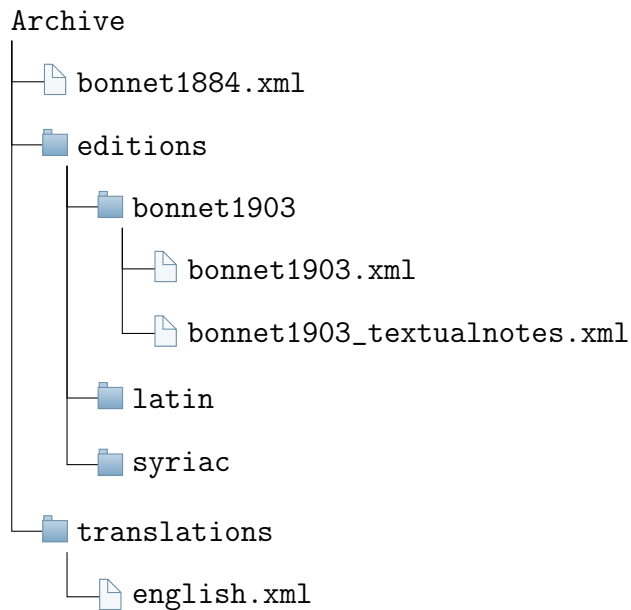 Archive
bonnet1884.xml
editions
bonnet1903
bonnet1903.xml
bonnet1903_textualnotes.xml
latin
syriac
translations
english.xml